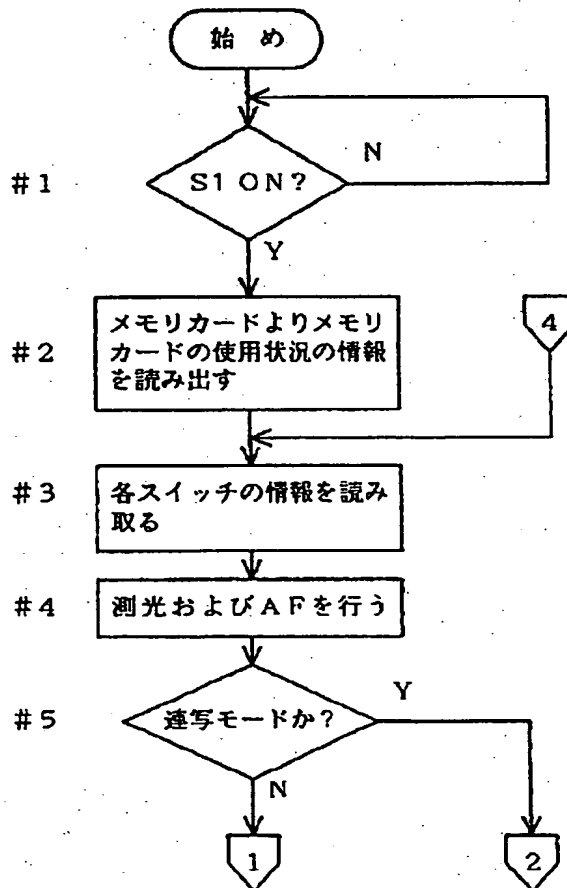 始め
N
#1 S1 ON?
Y
メモリカードよりメモリ
#2 カードの使用状況の情報
を読み出す
4
#3 各スイッチの情報を読み
取る
#4 測光およびAFを行う
Y
#5 連写モードか?
N
1 2